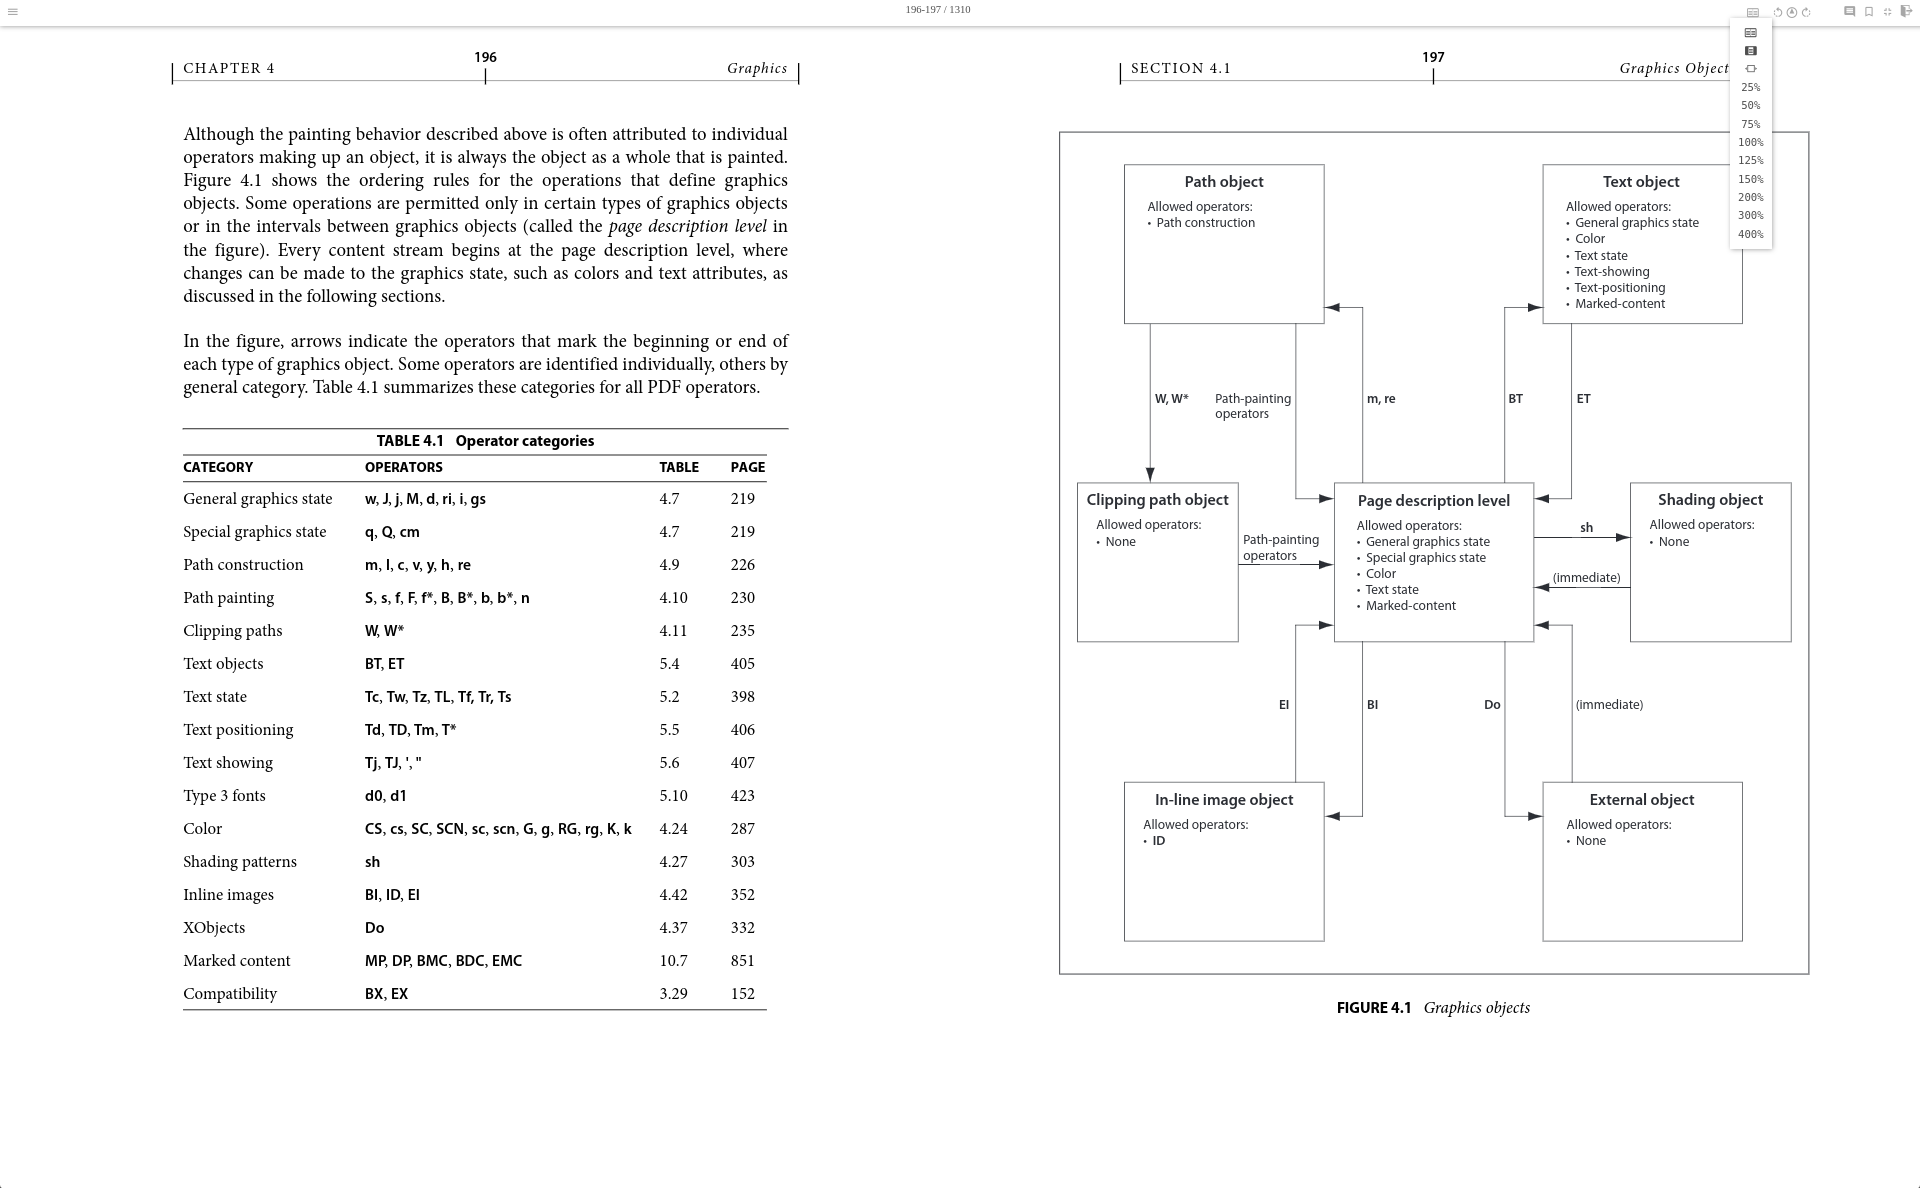 196-197 / 1310
196
CHAPTER 4 Graphics
Although the painting behavior described above is often attributed to individual
operators making up an object, it is always the object as a whole that is painted.
Figure 4.1 shows the ordering rules for the operations that define graphics
objects. Some operations are permitted only in certain types of graphics objects
or in the intervals between graphics objects (called the page description level in
the figure). Every content stream begins at the page description level, where
changes can be made to the graphics state, such as colors and text attributes, as
discussed in the following sections.
In the figure, arrows indicate the operators that mark the beginning or end of
each type of graphics object. Some operators are identified individually, others by
general category. Table 4.1 summarizes these categories for all PDF operators.
TABLE 4.1 Operator categories
CATEGORY OPERATORS TABLE PAGE
General graphics state w, J, j, M, d, ri, i, gs 4.7 219
Special graphics state q, Q, cm 4.7 219
Path construction m, l, c, v, y, h, re 4.9 226
Path painting S, s, f, F, f*, B, B*, b, b*, n 4.10 230
Clipping paths W, W* 4.11 235
Text objects BT, ET 5.4 405
Text state Tc, Tw, Tz, TL, Tf, Tr, Ts 5.2 398
Text positioning Td, TD, Tm, T* 5.5 406
Text showing Tj, TJ, ', " 5.6 407
Type 3 fonts d0, d1 5.10 423
Color CS, cs, SC, SCN, sc, scn, G, g, RG, rg, K, k 4.24 287
Shading patterns sh 4.27 303
Inline images BI, ID, EI 4.42 352
XObjects Do 4.37 332
Marked content MP, DP, BMC, BDC, EMC 10.7 851
Compatibility BX, EX 3.29 152
197
SECTION 4.1 Graphics Object
Path object
Allowed operators:
• Path construction
Text object
Allowed operators:
• General graphics state
• Color
• Text state
• Text-showing
• Text-positioning
• Marked-content
W, W*
Path-painting
operators
m, re
BT
ET
Clipping path object
Allowed operators:
• None
Path-painting
operators
Page description level
Allowed operators:
• General graphics state
• Special graphics state
• Color
• Text state
• Marked-content
sh
(immediate)
Shading object
Allowed operators:
• None
EI
BI
Do
(immediate)
In-line image object
Allowed operators:
• ID
External object
Allowed operators:
• None
FIGURE 4.1 Graphics objects
25%
50%
75%
100%
125%
150%
200%
300%
400%